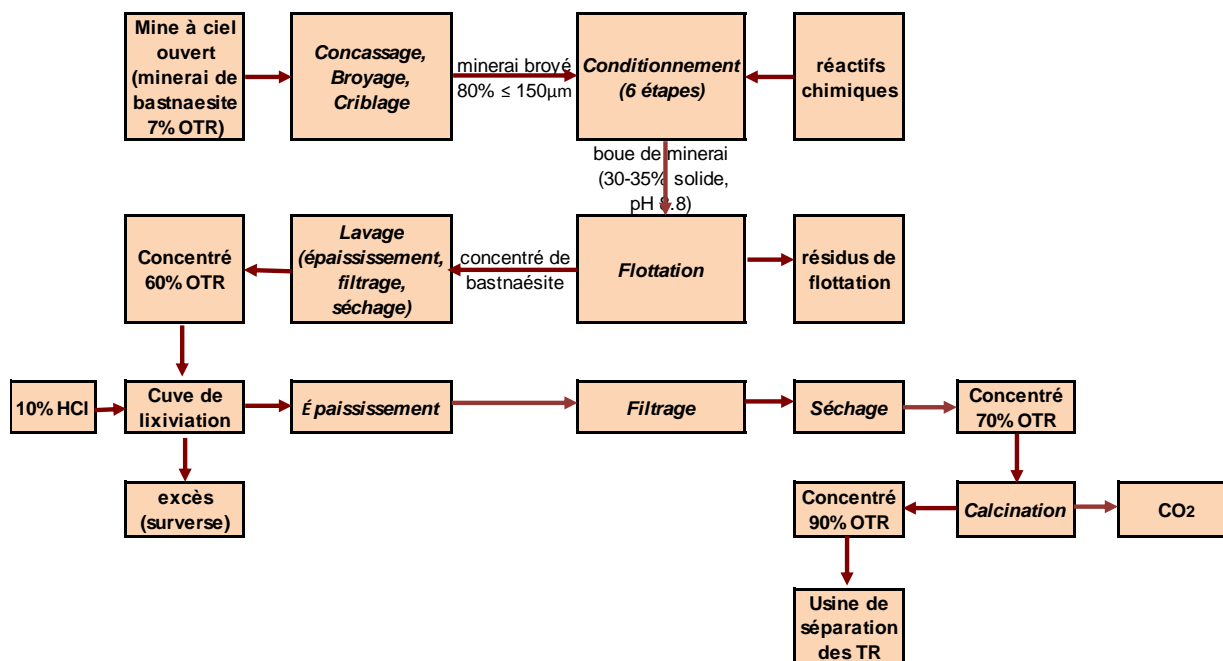 Mine à ciel
ouvert
(minerai de
bastnaesite
7% OTR)
Concassage,
Broyage,
Criblage
minerai broyé
80% ≤ 150µm
Conditionnement
(6 étapes)
réactifs
chimiques
boue de minerai
(30-35% solide,
pH 8.8)
Concentré
60% OTR
Lavage
(épaississement,
filtrage,
séchage)
concentré de
bastnaésite
Flottation
résidus de
flottation
10% HCl
Cuve de
lixiviation
Épaississement
Filtrage
Séchage
Concentré
70% OTR
excès
(surverse)
Concentré
90% OTR
Calcination
CO2
Usine de
séparation
des TR